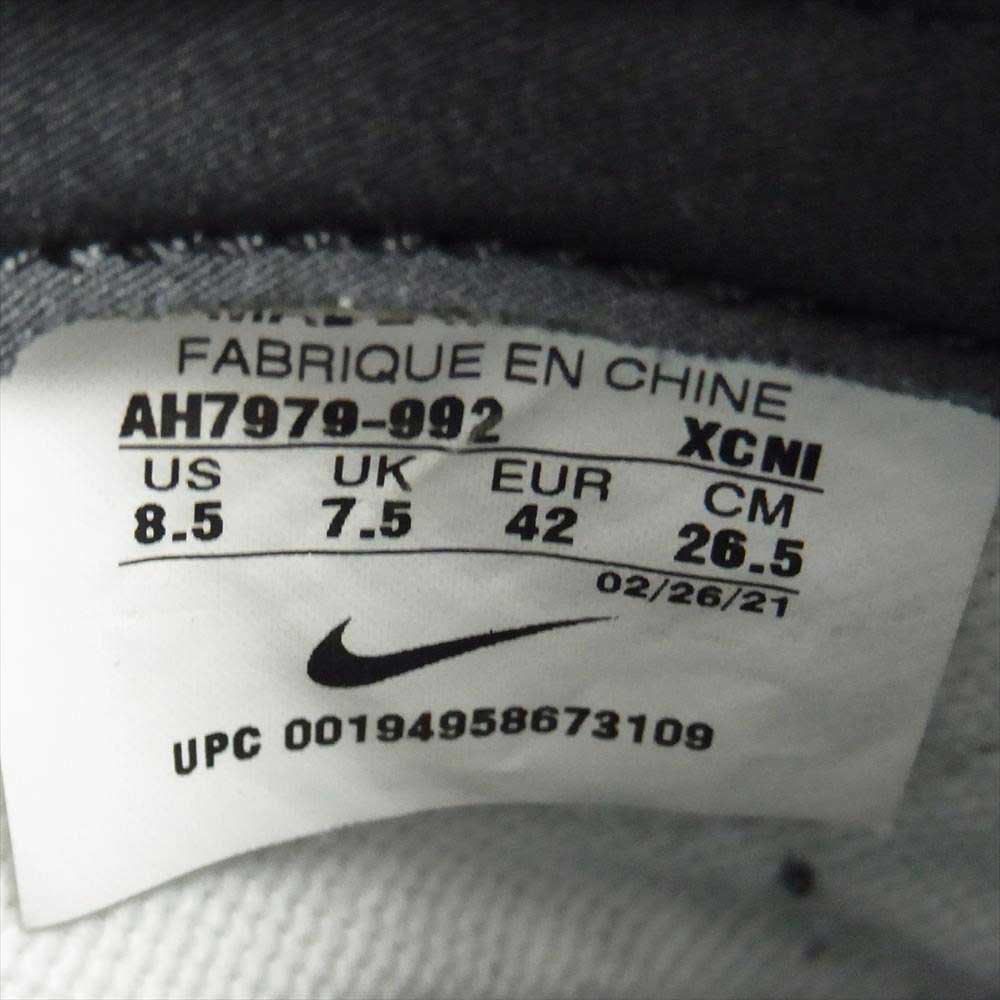 FABRIQUE EN CHINE
AH7979-992 XCNI
US UK EUR CM
8.5 7.5 42 26.5
02/26/21
UPC 00194958673109